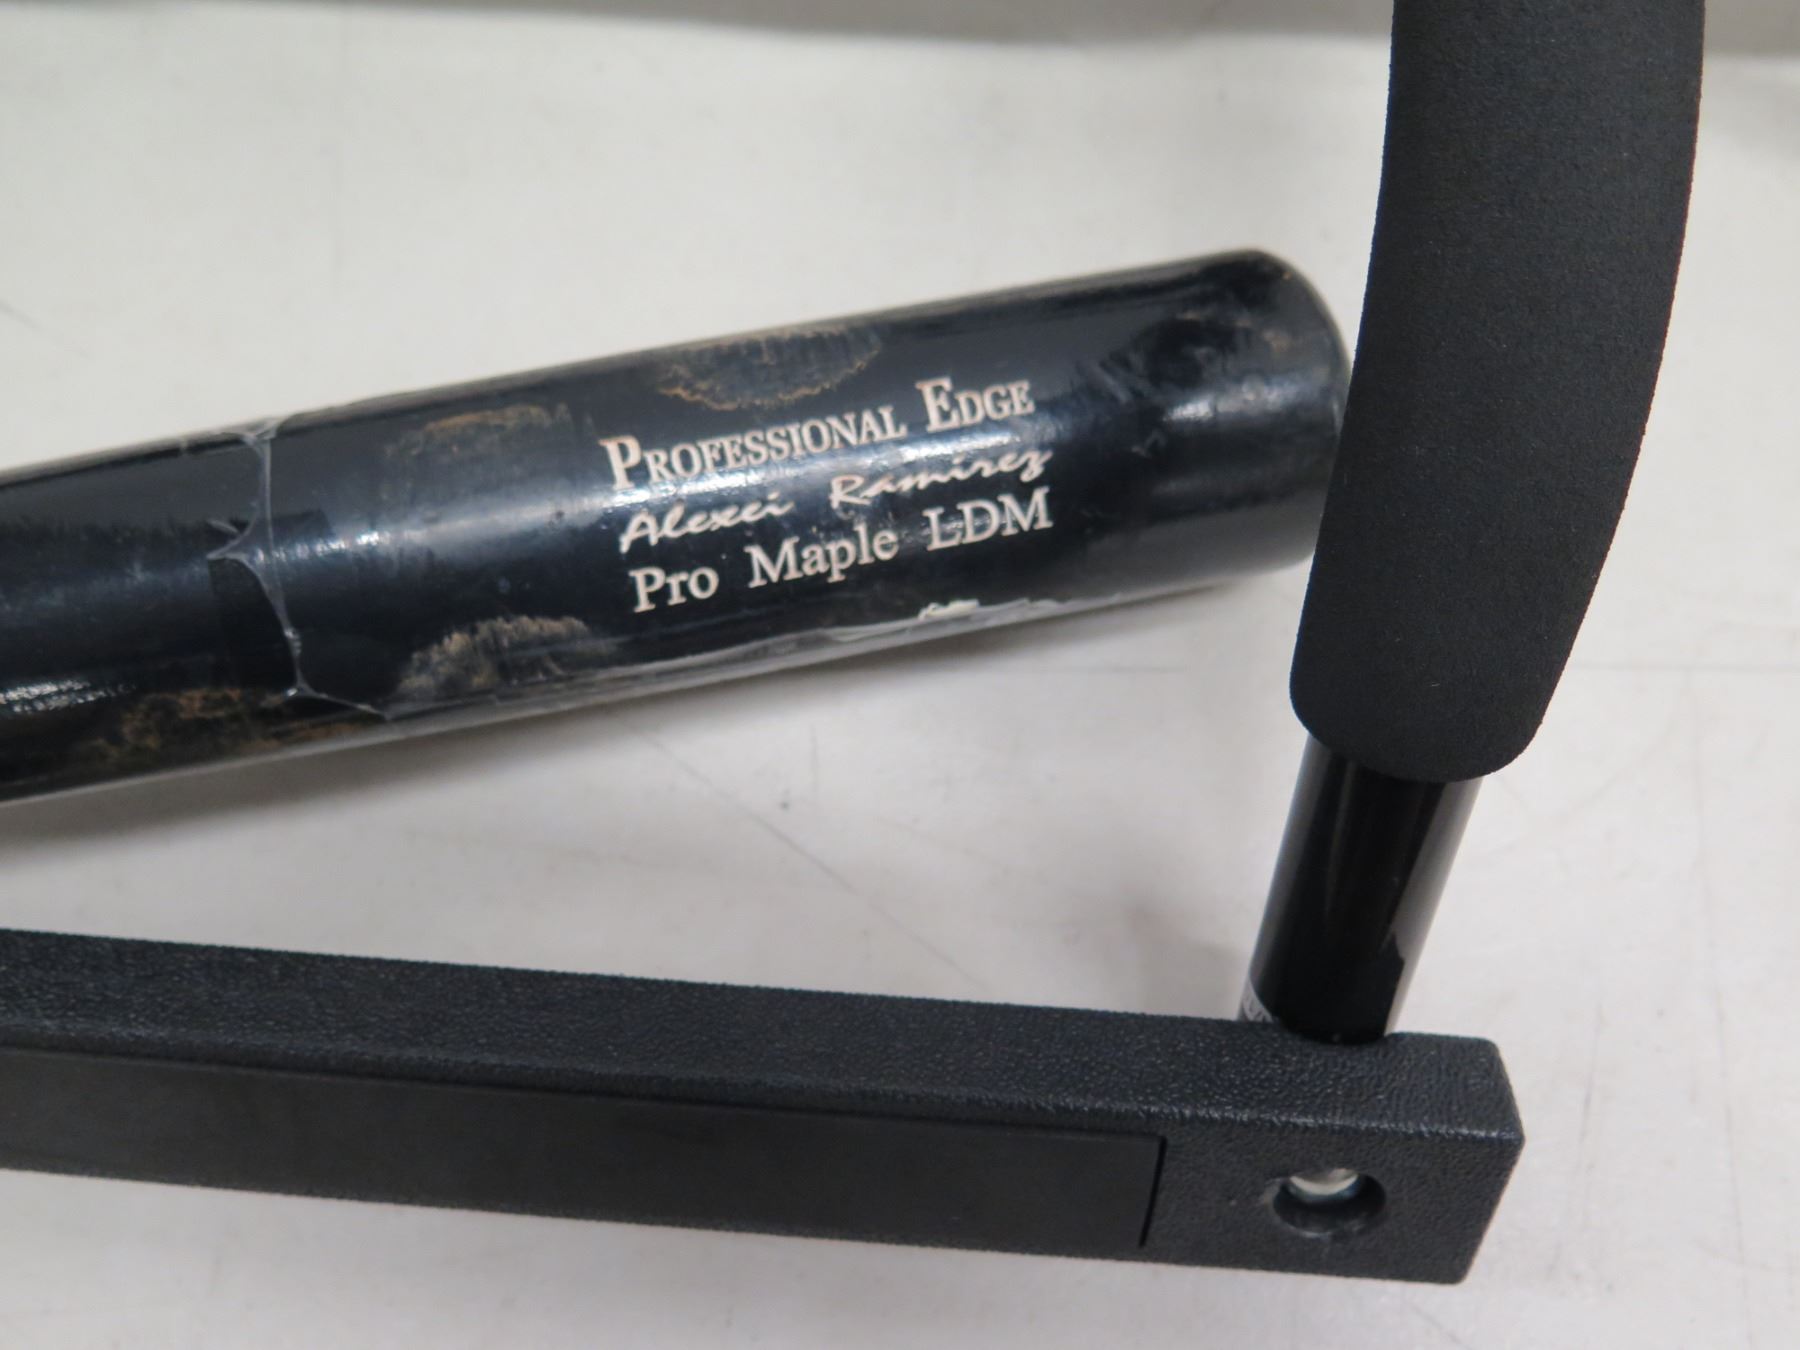 PROFESSIONAL EDGE
Alexei Ramirez
Pro Maple LDM